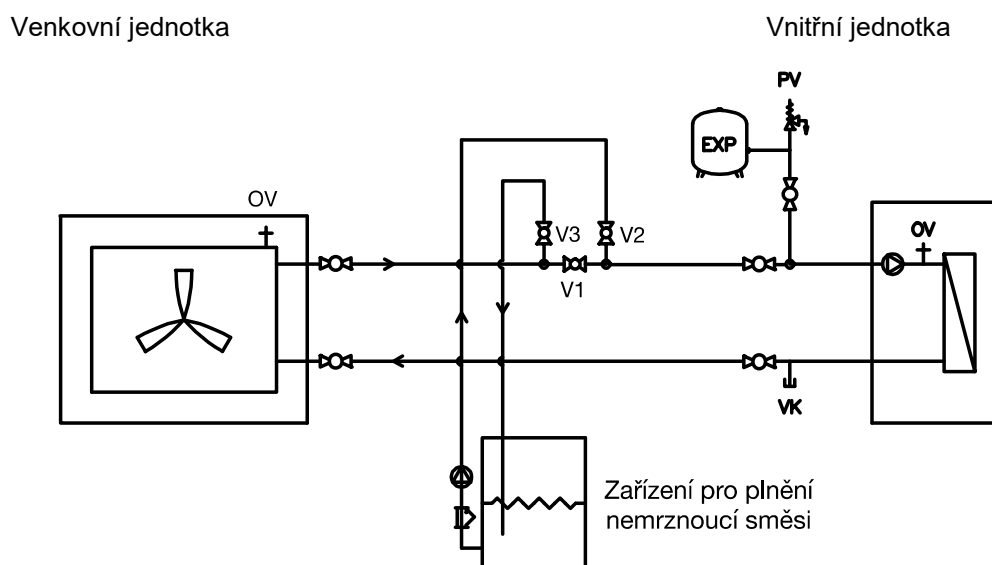 Venkovní jednotka
Vnitřní jednotka
PV
EXP
OV
V3
V2
OV
V1
VK
Zařízení pro plnění
nemrznoucí směsi